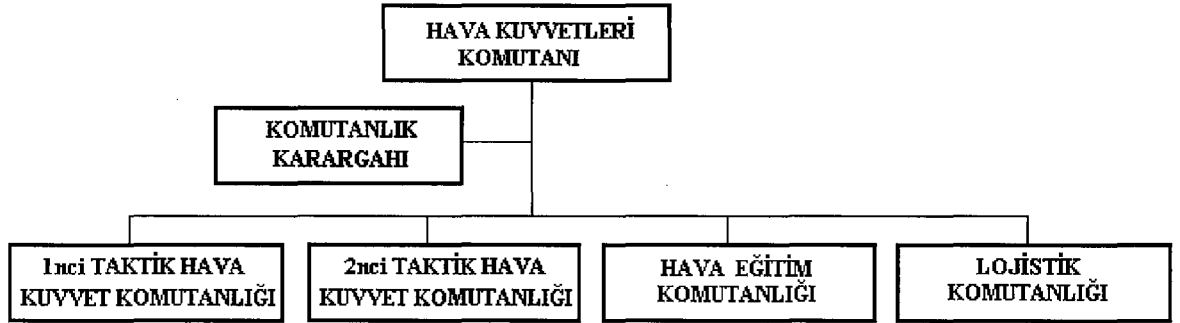 HAVA KUVVETLERİ
KOMUTANI
KOMUTANLIK
KARARGAHI
1nci TAKTİK HAVA
KUVVET KOMUTANLIĞI
2nci TAKTİK HAVA
KUVVET KOMUTANLIĞI
HAVA EĞİTİM
KOMUTANLIĞI
LOJİSTİK
KOMUTANLIĞI